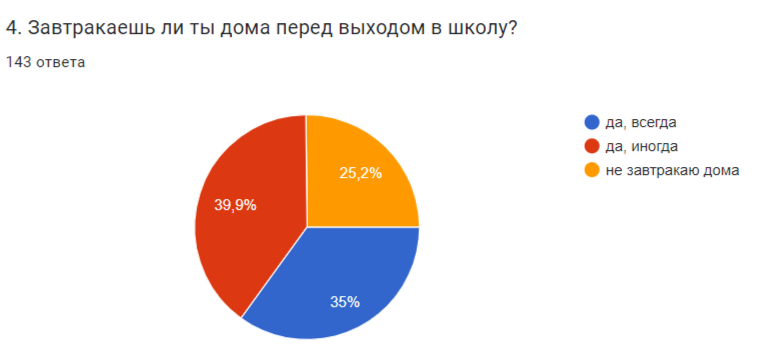 4. Завтракаешь ли ты дома перед выходом в школу?
143 ответа
да, всегда
да, иногда
не завтракаю дома
25,2%
39,9%
35%